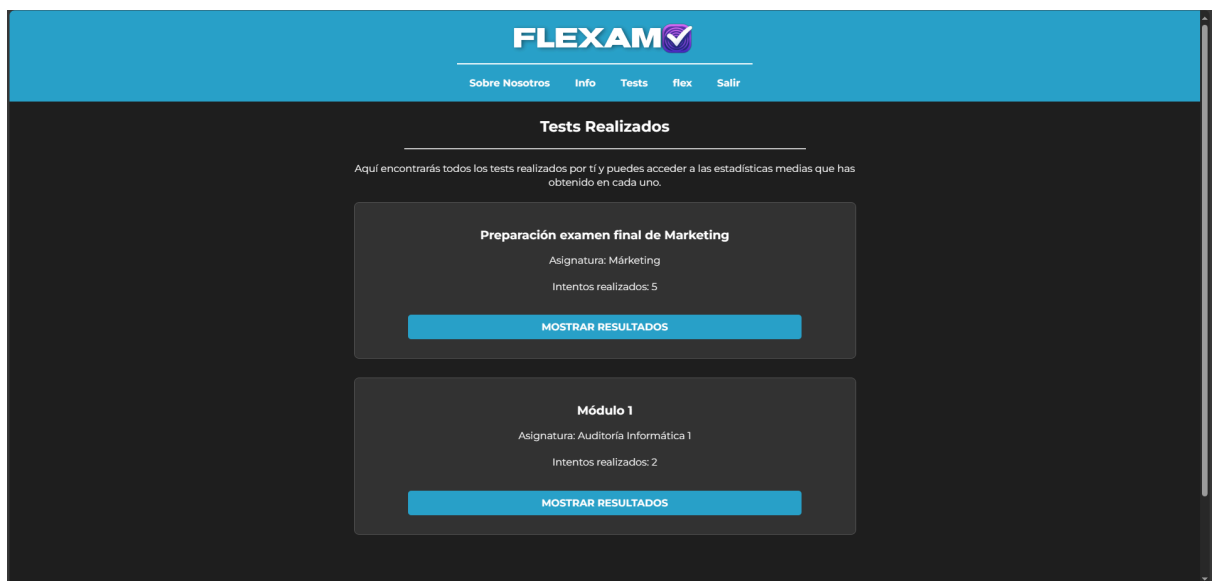 FLEXAM
Sobre Nosotros Info Tests flex Salir
Tests Realizados
Aquí encontrarás todos los tests realizados por tí y puedes acceder a las estadísticas medias que has
obtenido en cada uno.
Preparación examen final de Marketing
Asignatura: Márketing
Intentos realizados: 5
MOSTRAR RESULTADOS
Módulo 1
Asignatura: Auditoría Informática 1
Intentos realizados: 2
MOSTRAR RESULTADOS